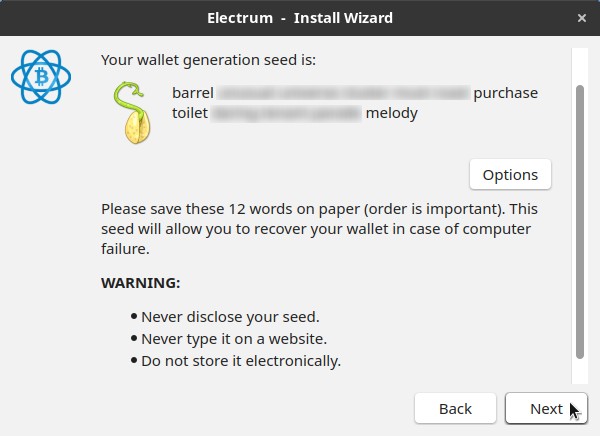 Electrum - Install Wizard
Your wallet generation seed is:
barrel purchase
toilet melody
Options
Please save these 12 words on paper (order is important). This
seed will allow you to recover your wallet in case of computer
failure.
WARNING:
Never disclose your seed.
Never type it on a website.
Do not store it electronically.
Back
Next